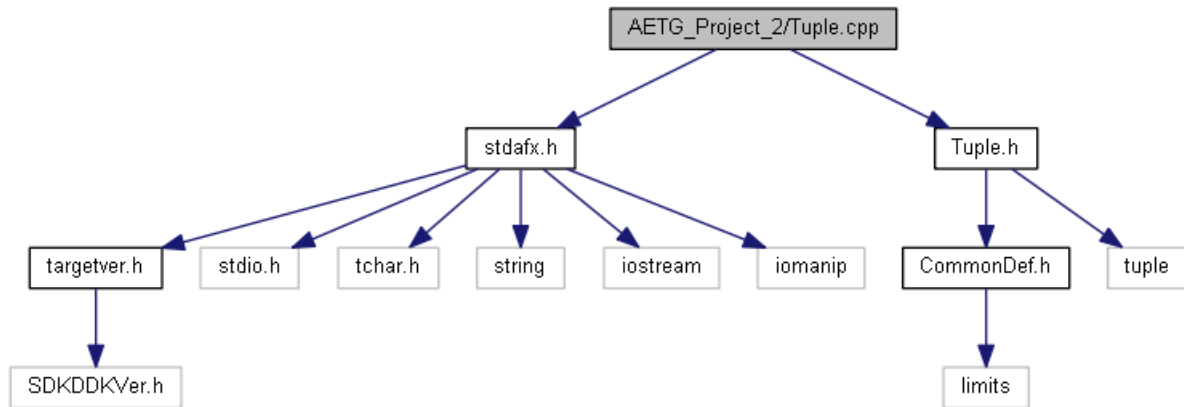 AETG_Project_2/Tuple.cpp
stdafx.h
Tuple.h
targetver.h
stdio.h
tchar.h
string
iostream
iomanip
CommonDef.h
tuple
SDKDDKVer.h
limits